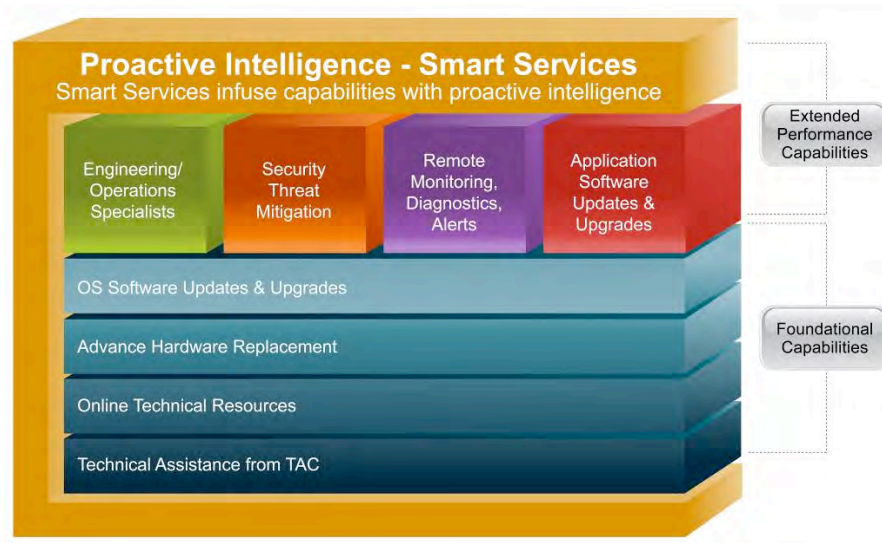 Proactive Intelligence - Smart Services
Smart Services infuse capabilities with proactive intelligence
Engineering/
Operations
Specialists
Security
Threat
Mitigation
Remote
Monitoring,
Diagnostics,
Alerts
Application
Software
Updates &
Upgrades
Extended
Performance
Capabilities
OS Software Updates & Upgrades
Advance Hardware Replacement
Online Technical Resources
Technical Assistance from TAC
Foundational
Capabilities